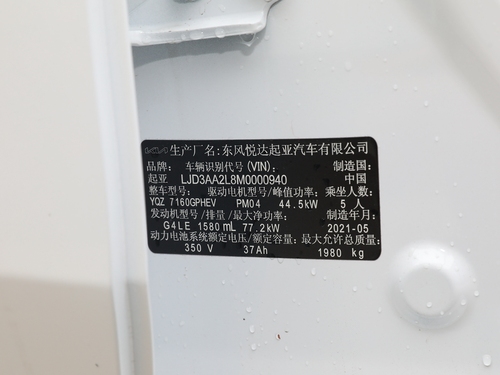 KIA 生产厂名:东风悦达起亚汽车有限公司
品牌: 车辆识别代号(VIN): 制造国:
起亚 LJD3AA2L8M0000940 中国
整车型号: 驱动电机型号/峰值功率: 乘坐人数:
YQZ 7160GPHEV PM04 44.5kW 5 人
发动机型号/排量/最大净功率: 制造年月:
G4LE 1580 mL 77.2kW 2021-05
动力电池系统额定电压/额定容量: 最大允许总质量:
350 V 37Ah 1980 kg